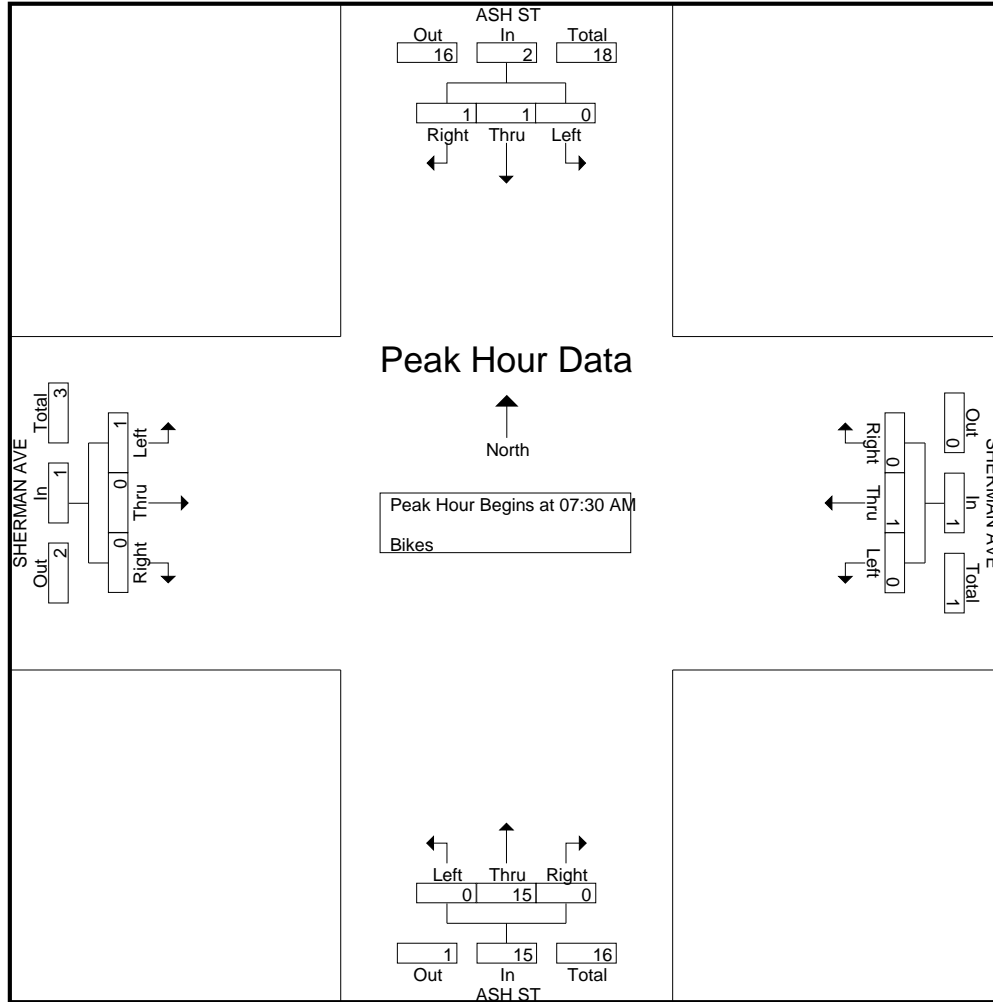 ASH ST
Out In Total
16 2 18
1 1 0
Right Thru Left
Peak Hour Data
North
Peak Hour Begins at 07:30 AM
Bikes
SHERMAN AVE
Out In Total
2 1 3
Right Thru Left
0 0 1
SHERMAN AVE
Out In Total
0 1 1
Right Thru Left
0 1 0
Left Thru Right
0 15 0
1 15 16
Out In Total
ASH ST